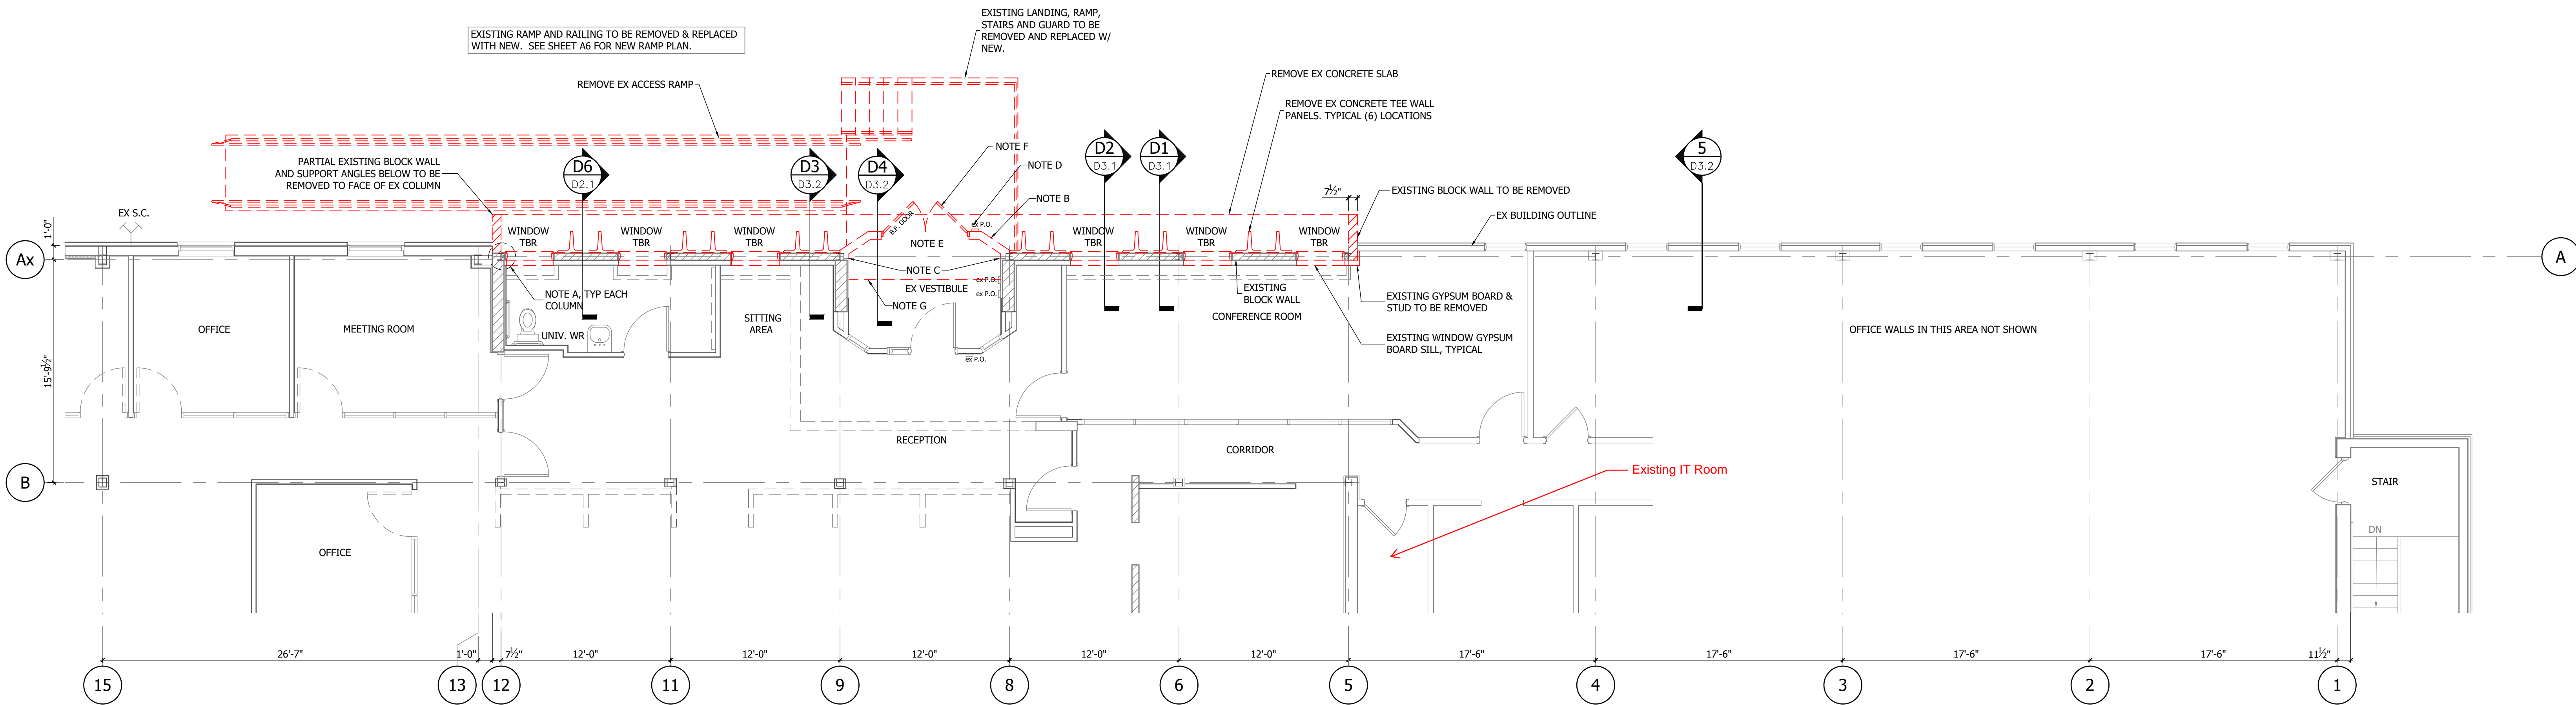 EXISTING LANDING, RAMP,
STAIRS AND GUARD TO BE
REMOVED AND REPLACED W/
NEW.
EXISTING RAMP AND RAILING TO BE REMOVED & REPLACED
WITH NEW. SEE SHEET A6 FOR NEW RAMP PLAN.
REMOVE EX ACCESS RAMP
REMOVE EX CONCRETE SLAB
REMOVE EX CONCRETE TEE WALL
PANELS. TYPICAL (6) LOCATIONS
PARTIAL EXISTING BLOCK WALL
AND SUPPORT ANGLES BELOW TO BE
REMOVED TO FACE OF EX COLUMN
D6
D2.1
D3
D3.2
D4
D3.2
NOTE F
NOTE D
NOTE B
D2
D3.1
D1
D3.1
5
D3.2
7½"
EXISTING BLOCK WALL TO BE REMOVED
EX BUILDING OUTLINE
EX S.C.
1'-0"
WINDOW
TBR
WINDOW
TBR
WINDOW
TBR
B.F. DOOR
ex P.O.
NOTE E
WINDOW
TBR
WINDOW
TBR
WINDOW
TBR
Ax
A
NOTE C
EX VESTIBULE
ex P.O.
ex P.O.
NOTE G
NOTE A, TYP EACH
COLUMN
EXISTING
BLOCK WALL
CONFERENCE ROOM
EXISTING GYPSUM BOARD &
STUD TO BE REMOVED
OFFICE
MEETING ROOM
UNIV. WR
SITTING
AREA
ex P.O.
EXISTING WINDOW GYPSUM
BOARD SILL, TYPICAL
OFFICE WALLS IN THIS AREA NOT SHOWN
15'-9½"
RECEPTION
CORRIDOR
Existing IT Room
B
STAIR
DN
OFFICE
26'-7"
1'-0"
7½"
12'-0"
12'-0"
12'-0"
12'-0"
12'-0"
17'-6"
17'-6"
17'-6"
17'-6"
11½"
15
13
12
11
9
8
6
5
4
3
2
1